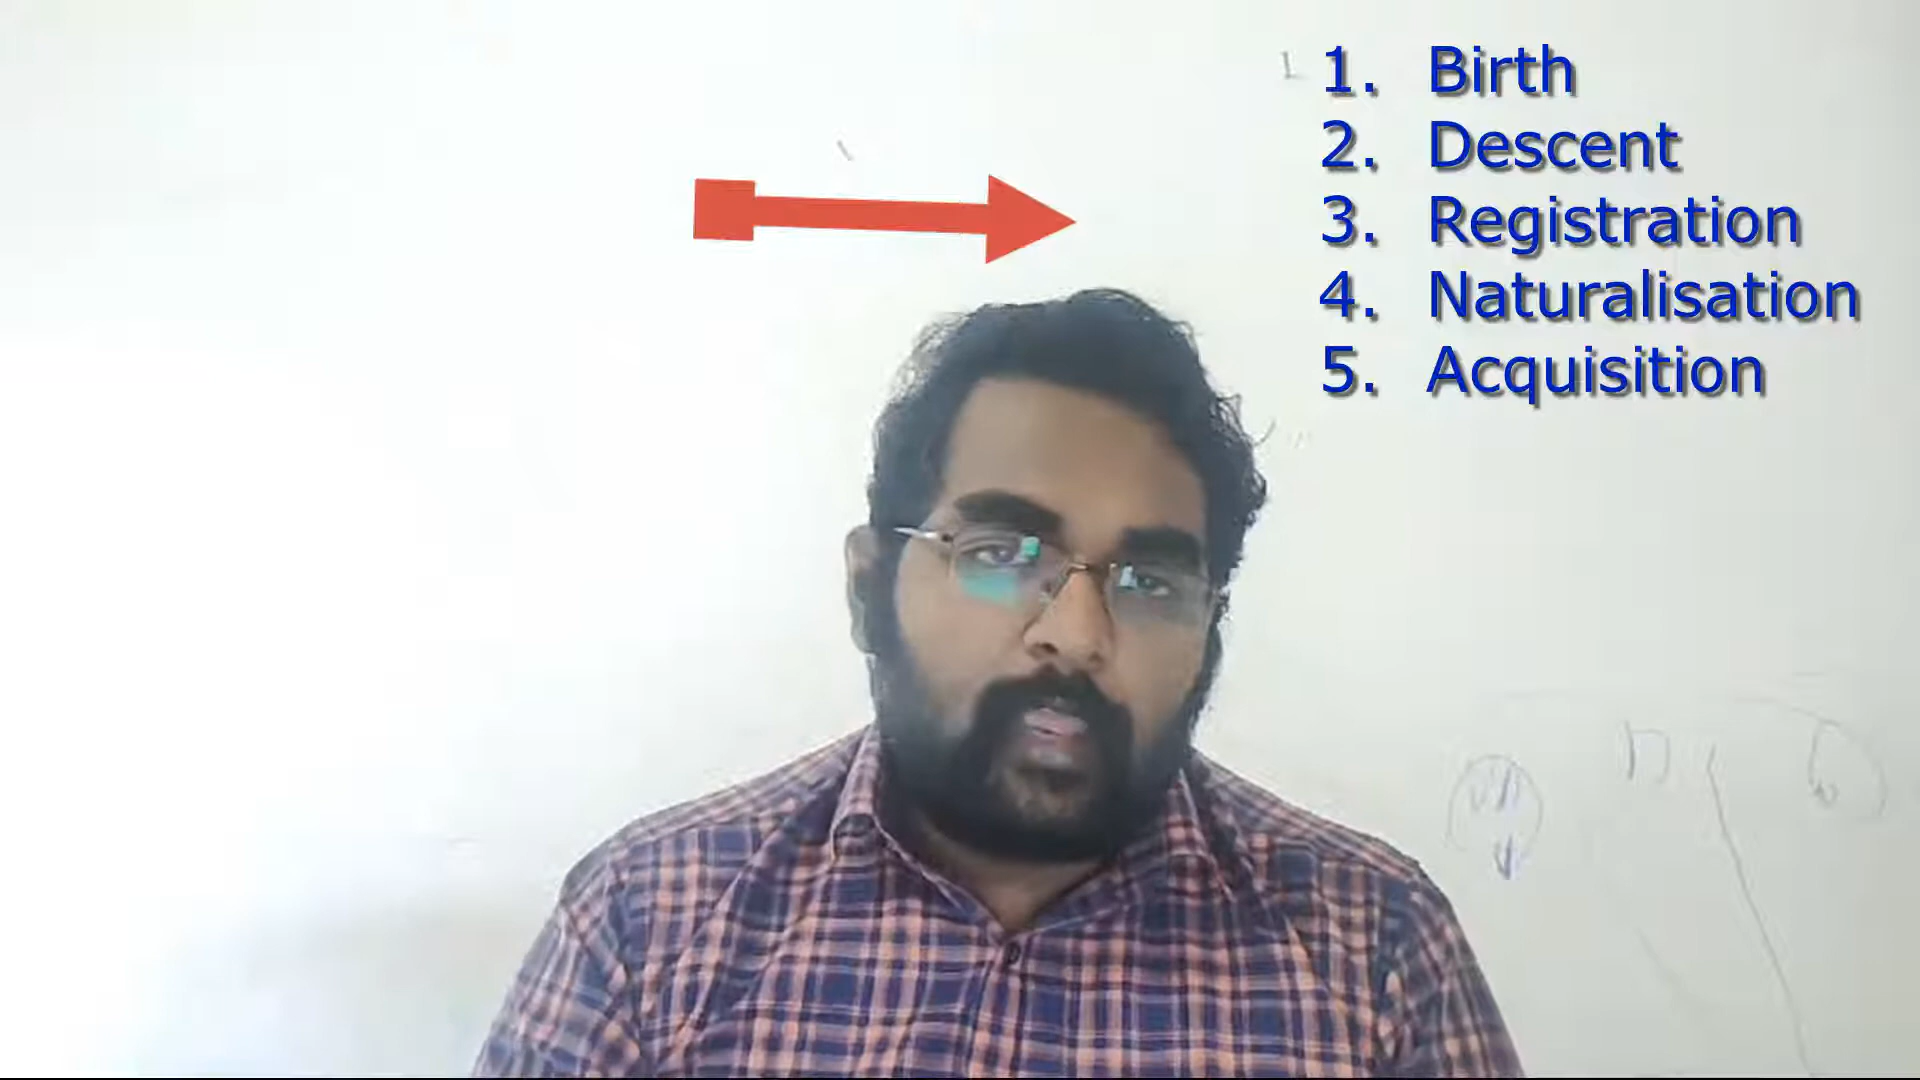 1. Birth
2. Descent
3. Registration
4. Naturalisation
5. Acquisition